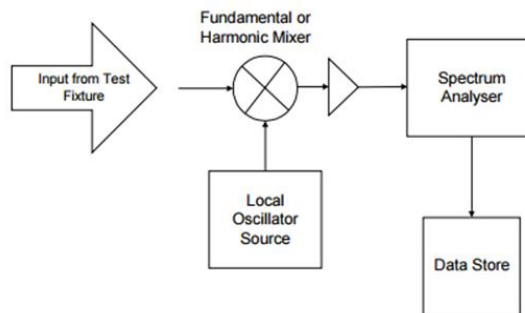 Fundamental or
Harmonic Mixer
Input from Test
Fixture
Spectrum
Analyser
Local
Oscillator
Source
Data Store